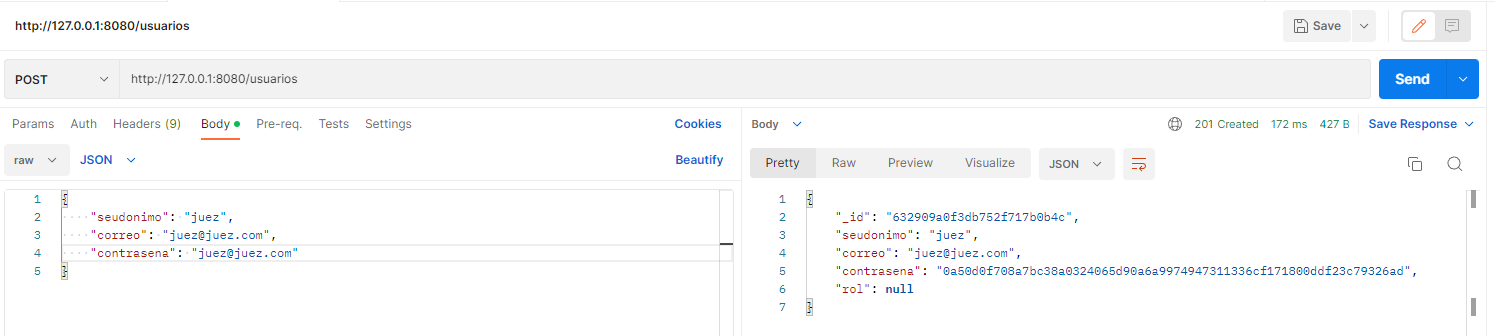 http://127.0.0.1:8080/usuarios
Save
POST
http://127.0.0.1:8080/usuarios
Send
Params Auth Headers (9) Body Pre-req. Tests Settings Cookies
raw JSON Beautify
1 {
2 "seudonimo": "juez",
3 "correo": "juez@juez.com",
4 "contrasena": "juez@juez.com"
5 }
Body 201 Created 172 ms 427 B Save Response
Pretty Raw Preview Visualize JSON
1 {
2 "_id": "632909a0f3db752f717b0b4c",
3 "seudonimo": "juez",
4 "correo": "juez@juez.com",
5 "contrasena": "0a50d0f708a7bc38a0324065d90a6a9974947311336cf171800ddf23c79326ad",
6 "rol": null
7 }